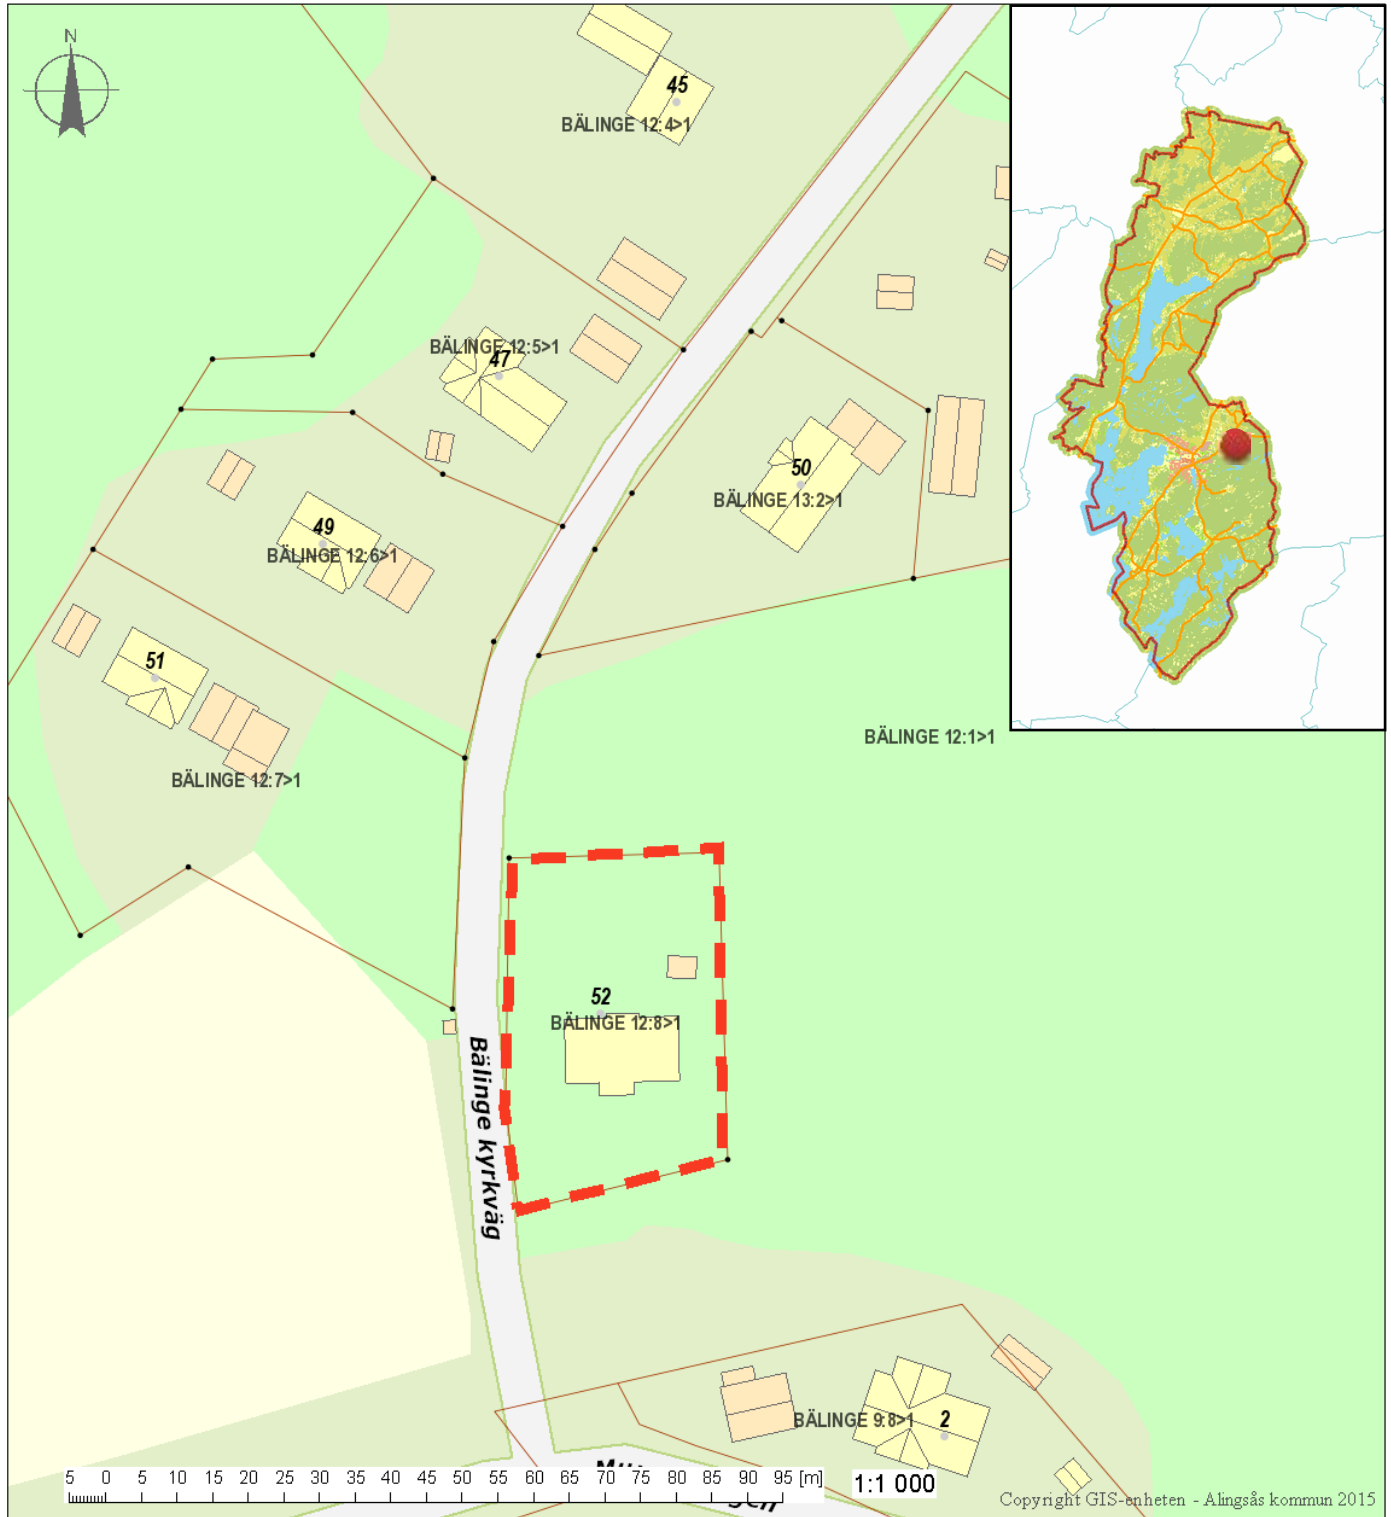 N
45
BÄLINGE 12:4>1
BÄLINGE 12:5>1
47
50
BÄLINGE 13:2>1
49
BÄLINGE 12:6>1
51
BÄLINGE 12:7>1
BÄLINGE 12:1>1
52
BÄLINGE 12:8>1
Bälinge kyrkväg
BÄLINGE 9:8>1
2
5 0 5 10 15 20 25 30 35 40 45 50 55 60 65 70 75 80 85 90 95 [m]
1:1 000
Copyright GIS-enheten - Alingsås kommun 2015